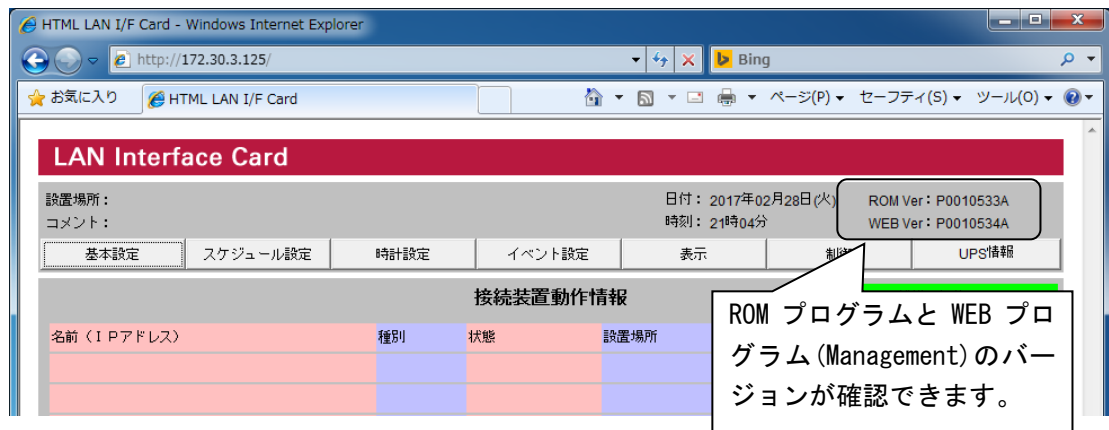 HTML LAN I/F Card - Windows Internet Explorer
http://172.30.3.125/
Bing
お気に入り HTML LAN I/F Card ページ(P) セーフティ(S) ツール(O)
LAN Interface Card
設置場所： 日付： 2017年02月28日(火) ROM Ver： P0010533A
コメント： 時刻： 21時04分 WEB Ver： P0010534A
基本設定 スケジュール設定 時計設定 イベント設定 表示 UPS情報
接続装置動作情報
名前（ＩＰアドレス） 種別 状態 設置場所
ROM プログラムと WEB プロ
グラム(Management)のバー
ジョンが確認できます。